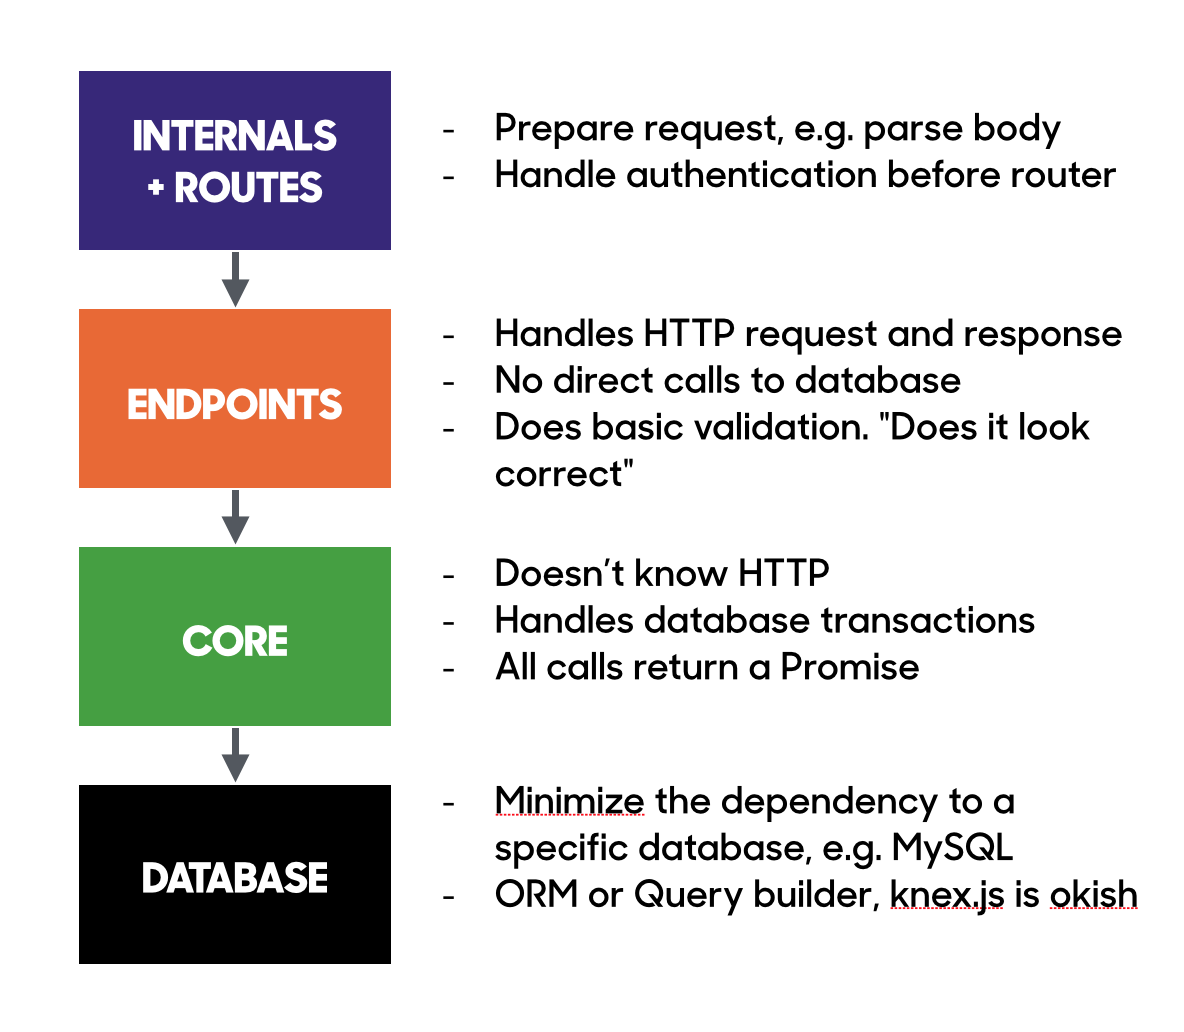 INTERNALS
+ ROUTES
- Prepare request, e.g. parse body
- Handle authentication before router
ENDPOINTS
- Handles HTTP request and response
- No direct calls to database
- Does basic validation. "Does it look
correct"
CORE
- Doesn’t know HTTP
- Handles database transactions
- All calls return a Promise
DATABASE
- Minimize the dependency to a
specific database, e.g. MySQL
- ORM or Query builder, knex.js is okish